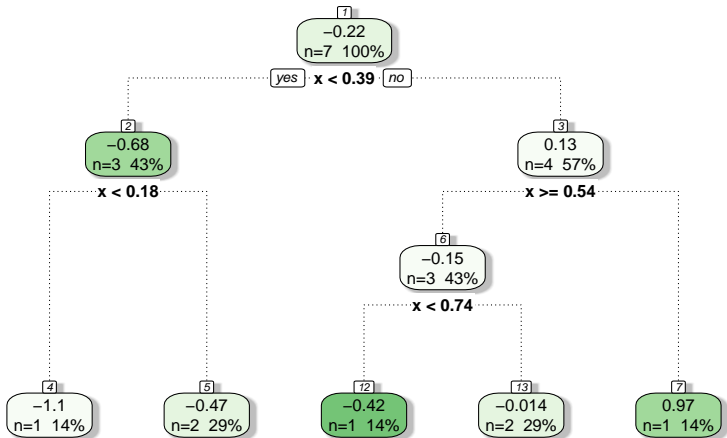 1
−0.22
n=7 100%
yes x < 0.39 no
2
−0.68
n=3 43%
x < 0.18
3
0.13
n=4 57%
x >= 0.54
6
−0.15
n=3 43%
x < 0.74
4
−1.1
n=1 14%
5
−0.47
n=2 29%
12
−0.42
n=1 14%
13
−0.014
n=2 29%
7
0.97
n=1 14%